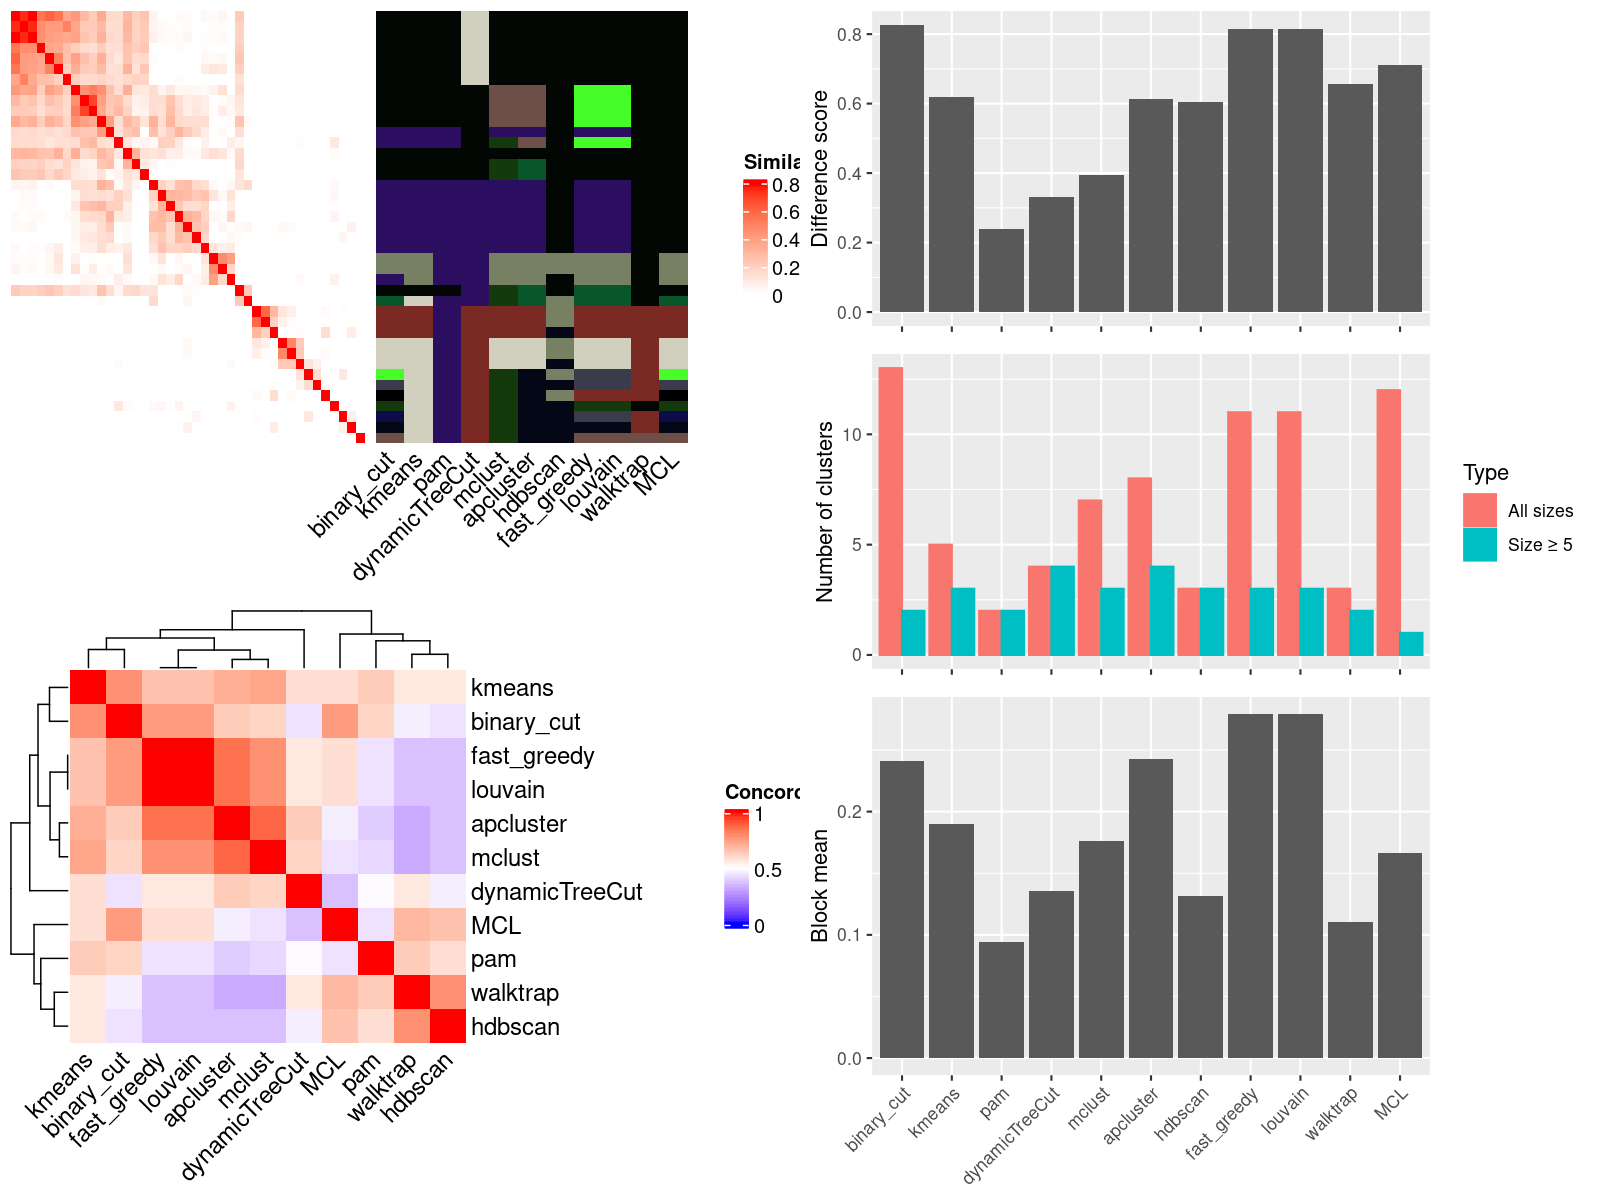 Simila
0.8
0.6
0.4
0.2
0
binary_cut
kmeans
pam
dynamicTreeCut
mclust
apcluster
hdbscan
fast_greedy
louvain
walktrap
MCL
kmeans
binary_cut
fast_greedy
louvain
apcluster
mclust
dynamicTreeCut
MCL
pam
walktrap
hdbscan
kmeans
binary_cut
fast_greedy
louvain
apcluster
mclust
dynamicTreeCut
MCL
pam
walktrap
hdbscan
Concord
1
0.5
0
Difference score
0.8
0.6
0.4
0.2
0.0
Number of clusters
10
5
0
Type
All sizes
Size ≥ 5
Block mean
0.2
0.1
0.0
binary_cut
kmeans
pam
dynamicTreeCut
mclust
apcluster
hdbscan
fast_greedy
louvain
walktrap
MCL